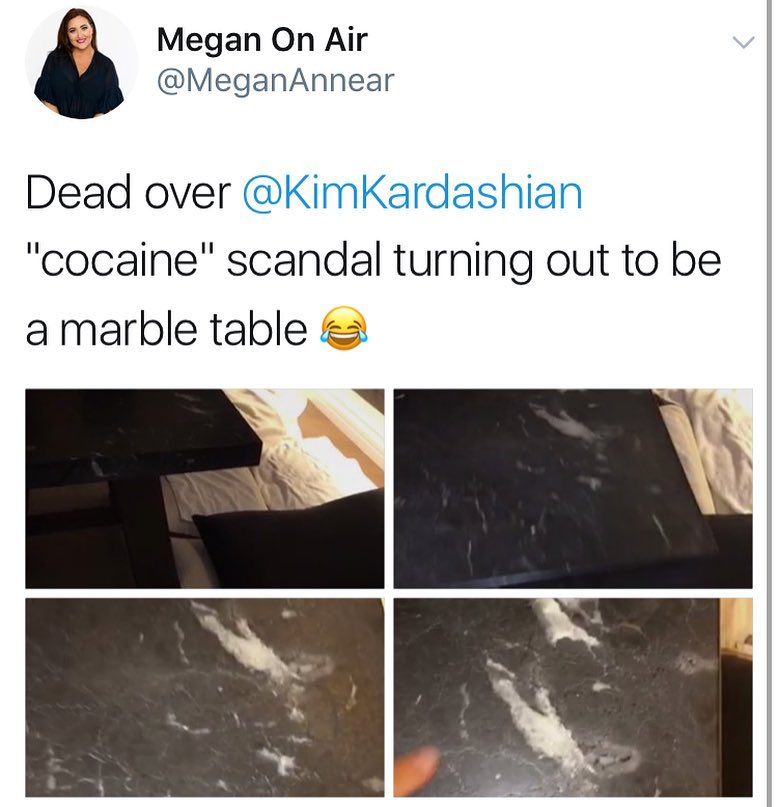 Megan On Air
@MeganAnnear
Dead over @KimKardashian
"cocaine" scandal turning out to be
a marble table 😂